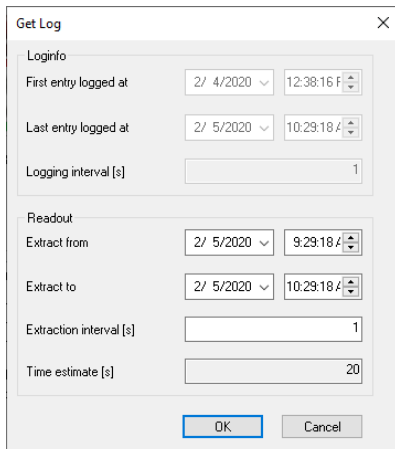 Get Log
Loginfo
First entry logged at 2/ 4/2020 12:38:16 F
Last entry logged at 2/ 5/2020 10:29:18 A
Logging interval [s] 1
Readout
Extract from 2/ 5/2020 9:29:18 A
Extract to 2/ 5/2020 10:29:18 A
Extraction interval [s] 1
Time estimate [s] 20
OK Cancel